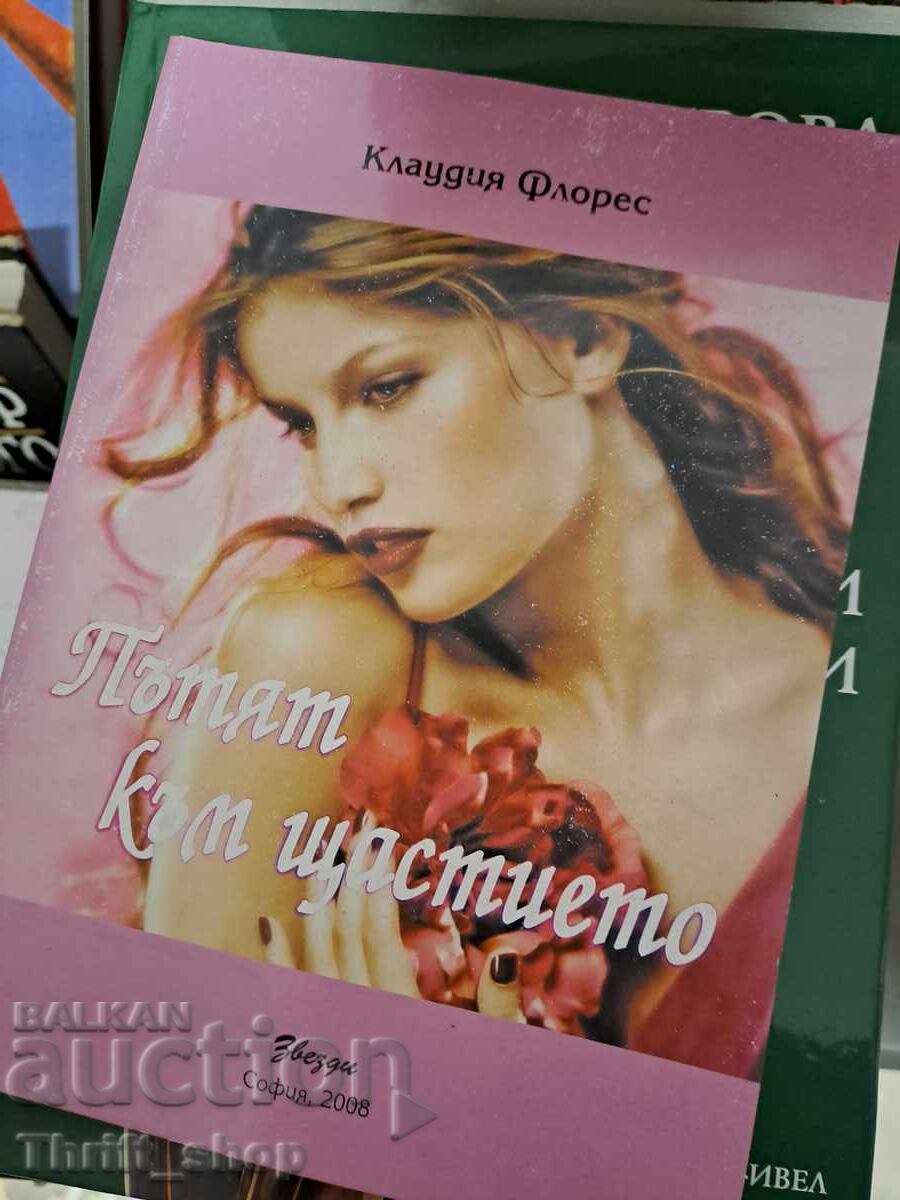 Клаудия Флорес
Пътят
към щастието
Звезди
София, 2008
BALKAN
auction
Thrift_shop